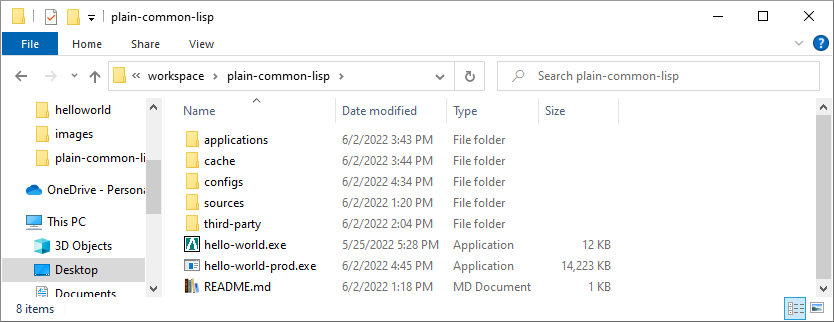 plain-common-lisp
File Home Share View
workspace plain-common-lisp Search plain-common-lisp
helloworld
images
plain-common-li
OneDrive - Persona
This PC
3D Objects
Desktop
Documents
Name Date modified Type Size
applications 6/2/2022 3:43 PM File folder
cache 6/2/2022 3:44 PM File folder
configs 6/2/2022 4:34 PM File folder
sources 6/2/2022 1:20 PM File folder
third-party 6/2/2022 2:04 PM File folder
hello-world.exe 5/25/2022 5:28 PM Application 12 KB
hello-world-prod.exe 6/2/2022 4:45 PM Application 14,223 KB
README.md 6/2/2022 1:18 PM MD Document 1 KB
8 items